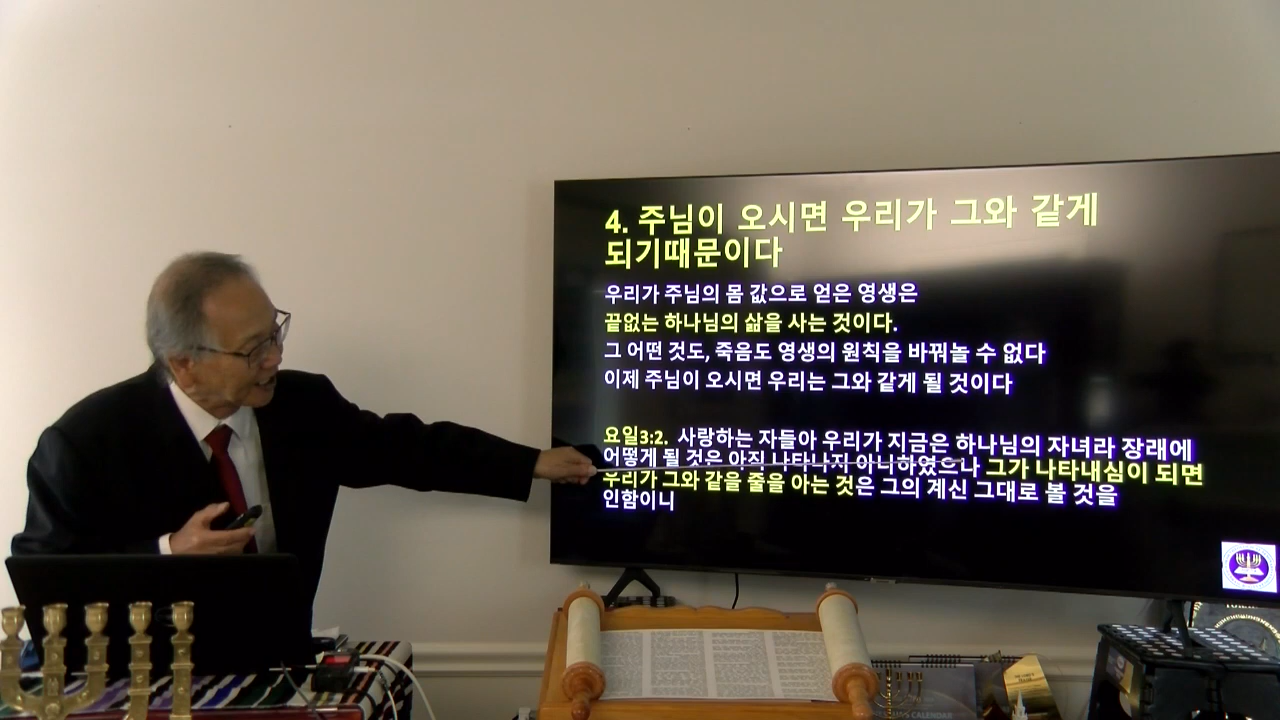 4. 주님이 오시면 우리가 그와 같게
되기때문이다
우리가 주님의 몸 값으로 얻은 영생은
끝없는 하나님의 삶을 사는 것이다.
그 어떤 것도, 죽음도 영생의 원칙을 바꿔놀 수 없다
이제 주님이 오시면 우리는 그와 같게 될 것이다
요일3:2. 사랑하는 자들아 우리가 지금은 하나님의 자녀라 장래에
어떻게 될 것은 아직 나타나지 아니하였으나 그가 나타내심이 되면
우리가 그와 같을 줄을 아는 것은 그의 계신 그대로 볼 것을
인함이니
CALENDAR